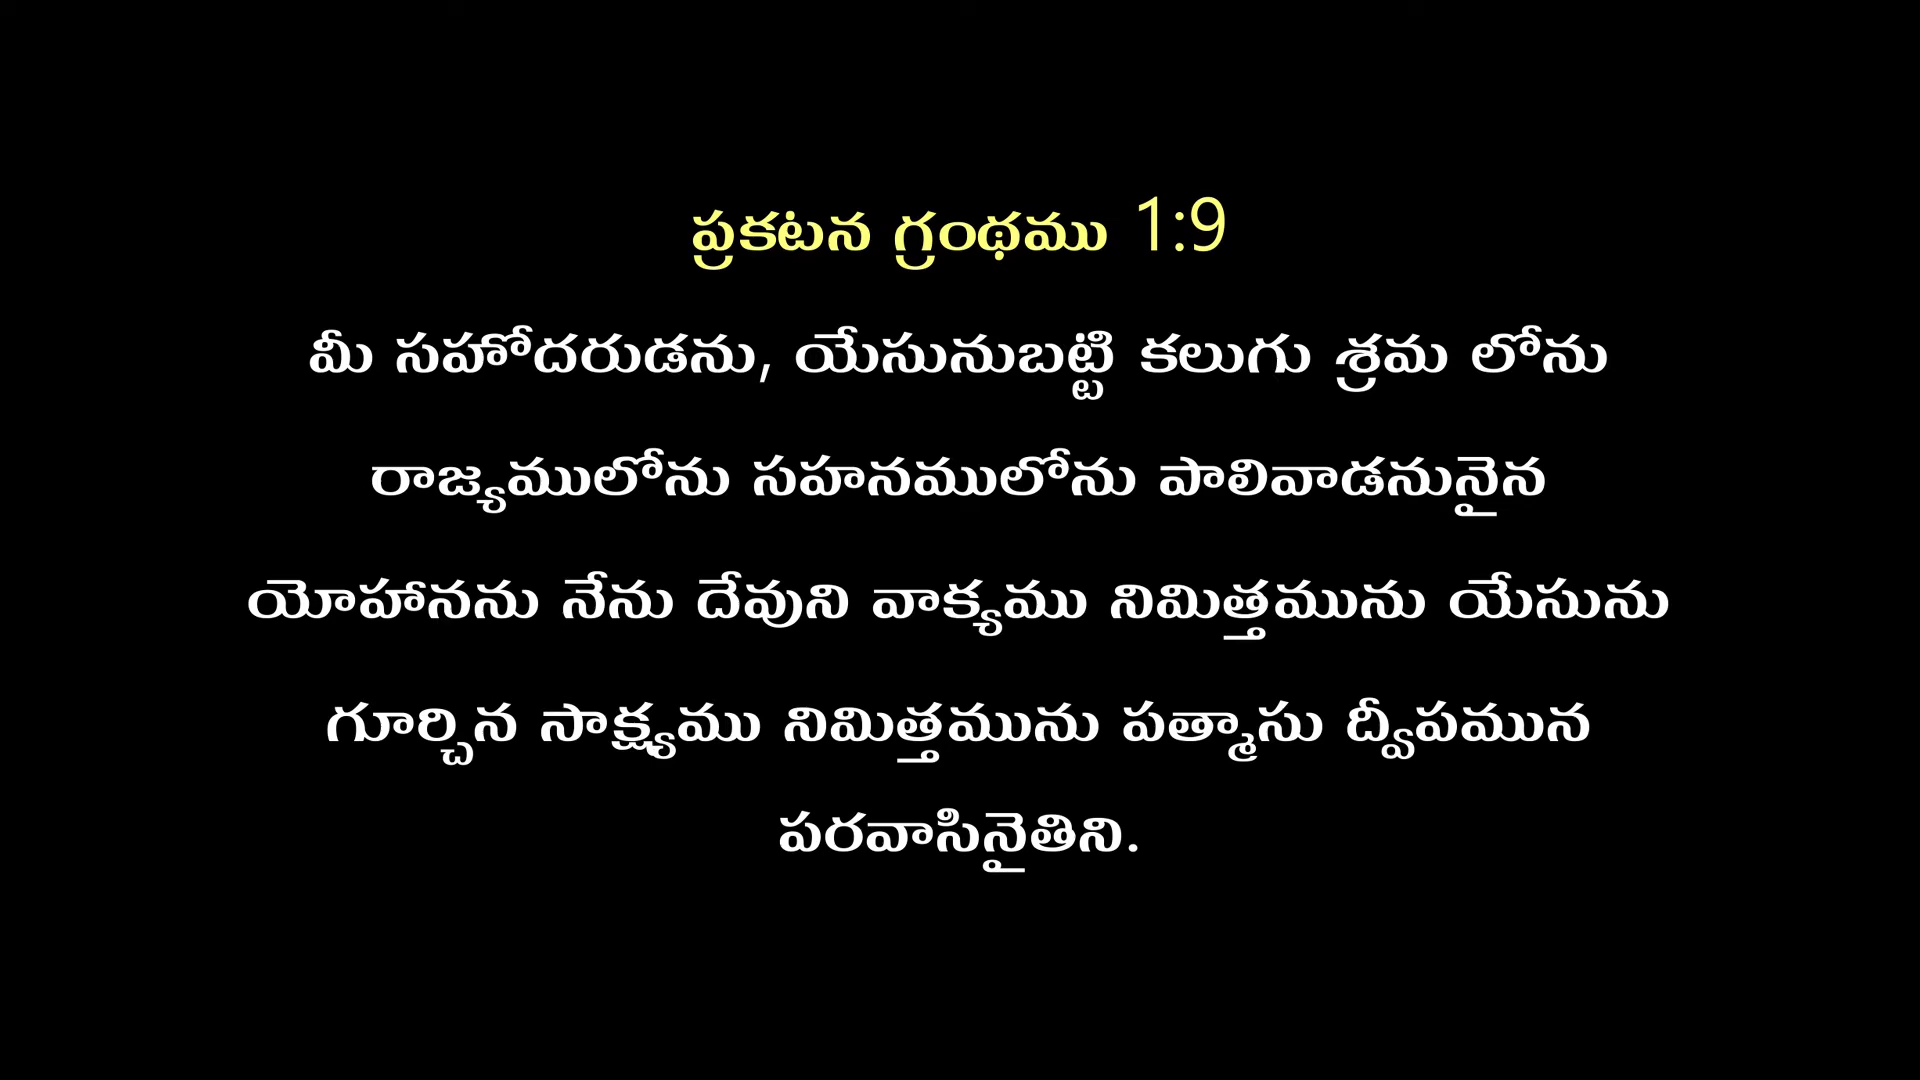 ప్రకటన గ్రంథము 1:9
మీ సహోదరుడను, యేసునుబట్టి కలుగు శ్రమ లోను
రాజ్యములోను సహనములోను పాలివాడనునైన
యోహానను నేను దేవుని వాక్యము నిమిత్తమును యేసును
గూర్చిన సాక్ష్యము నిమిత్తమును పత్మాసు ద్వీపమున
పరవాసినైతిని.